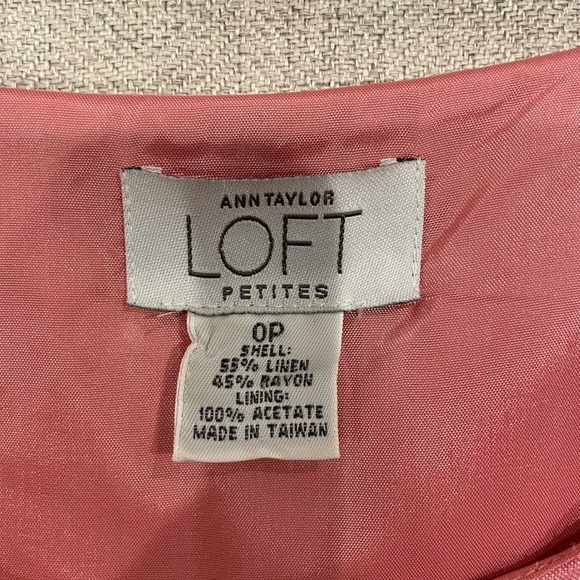 ANN TAYLOR
LOFT
PETITES
0P
SHELL:
55% LINEN
45% RAYON
LINING:
100% ACETATE
MADE IN TAIWAN